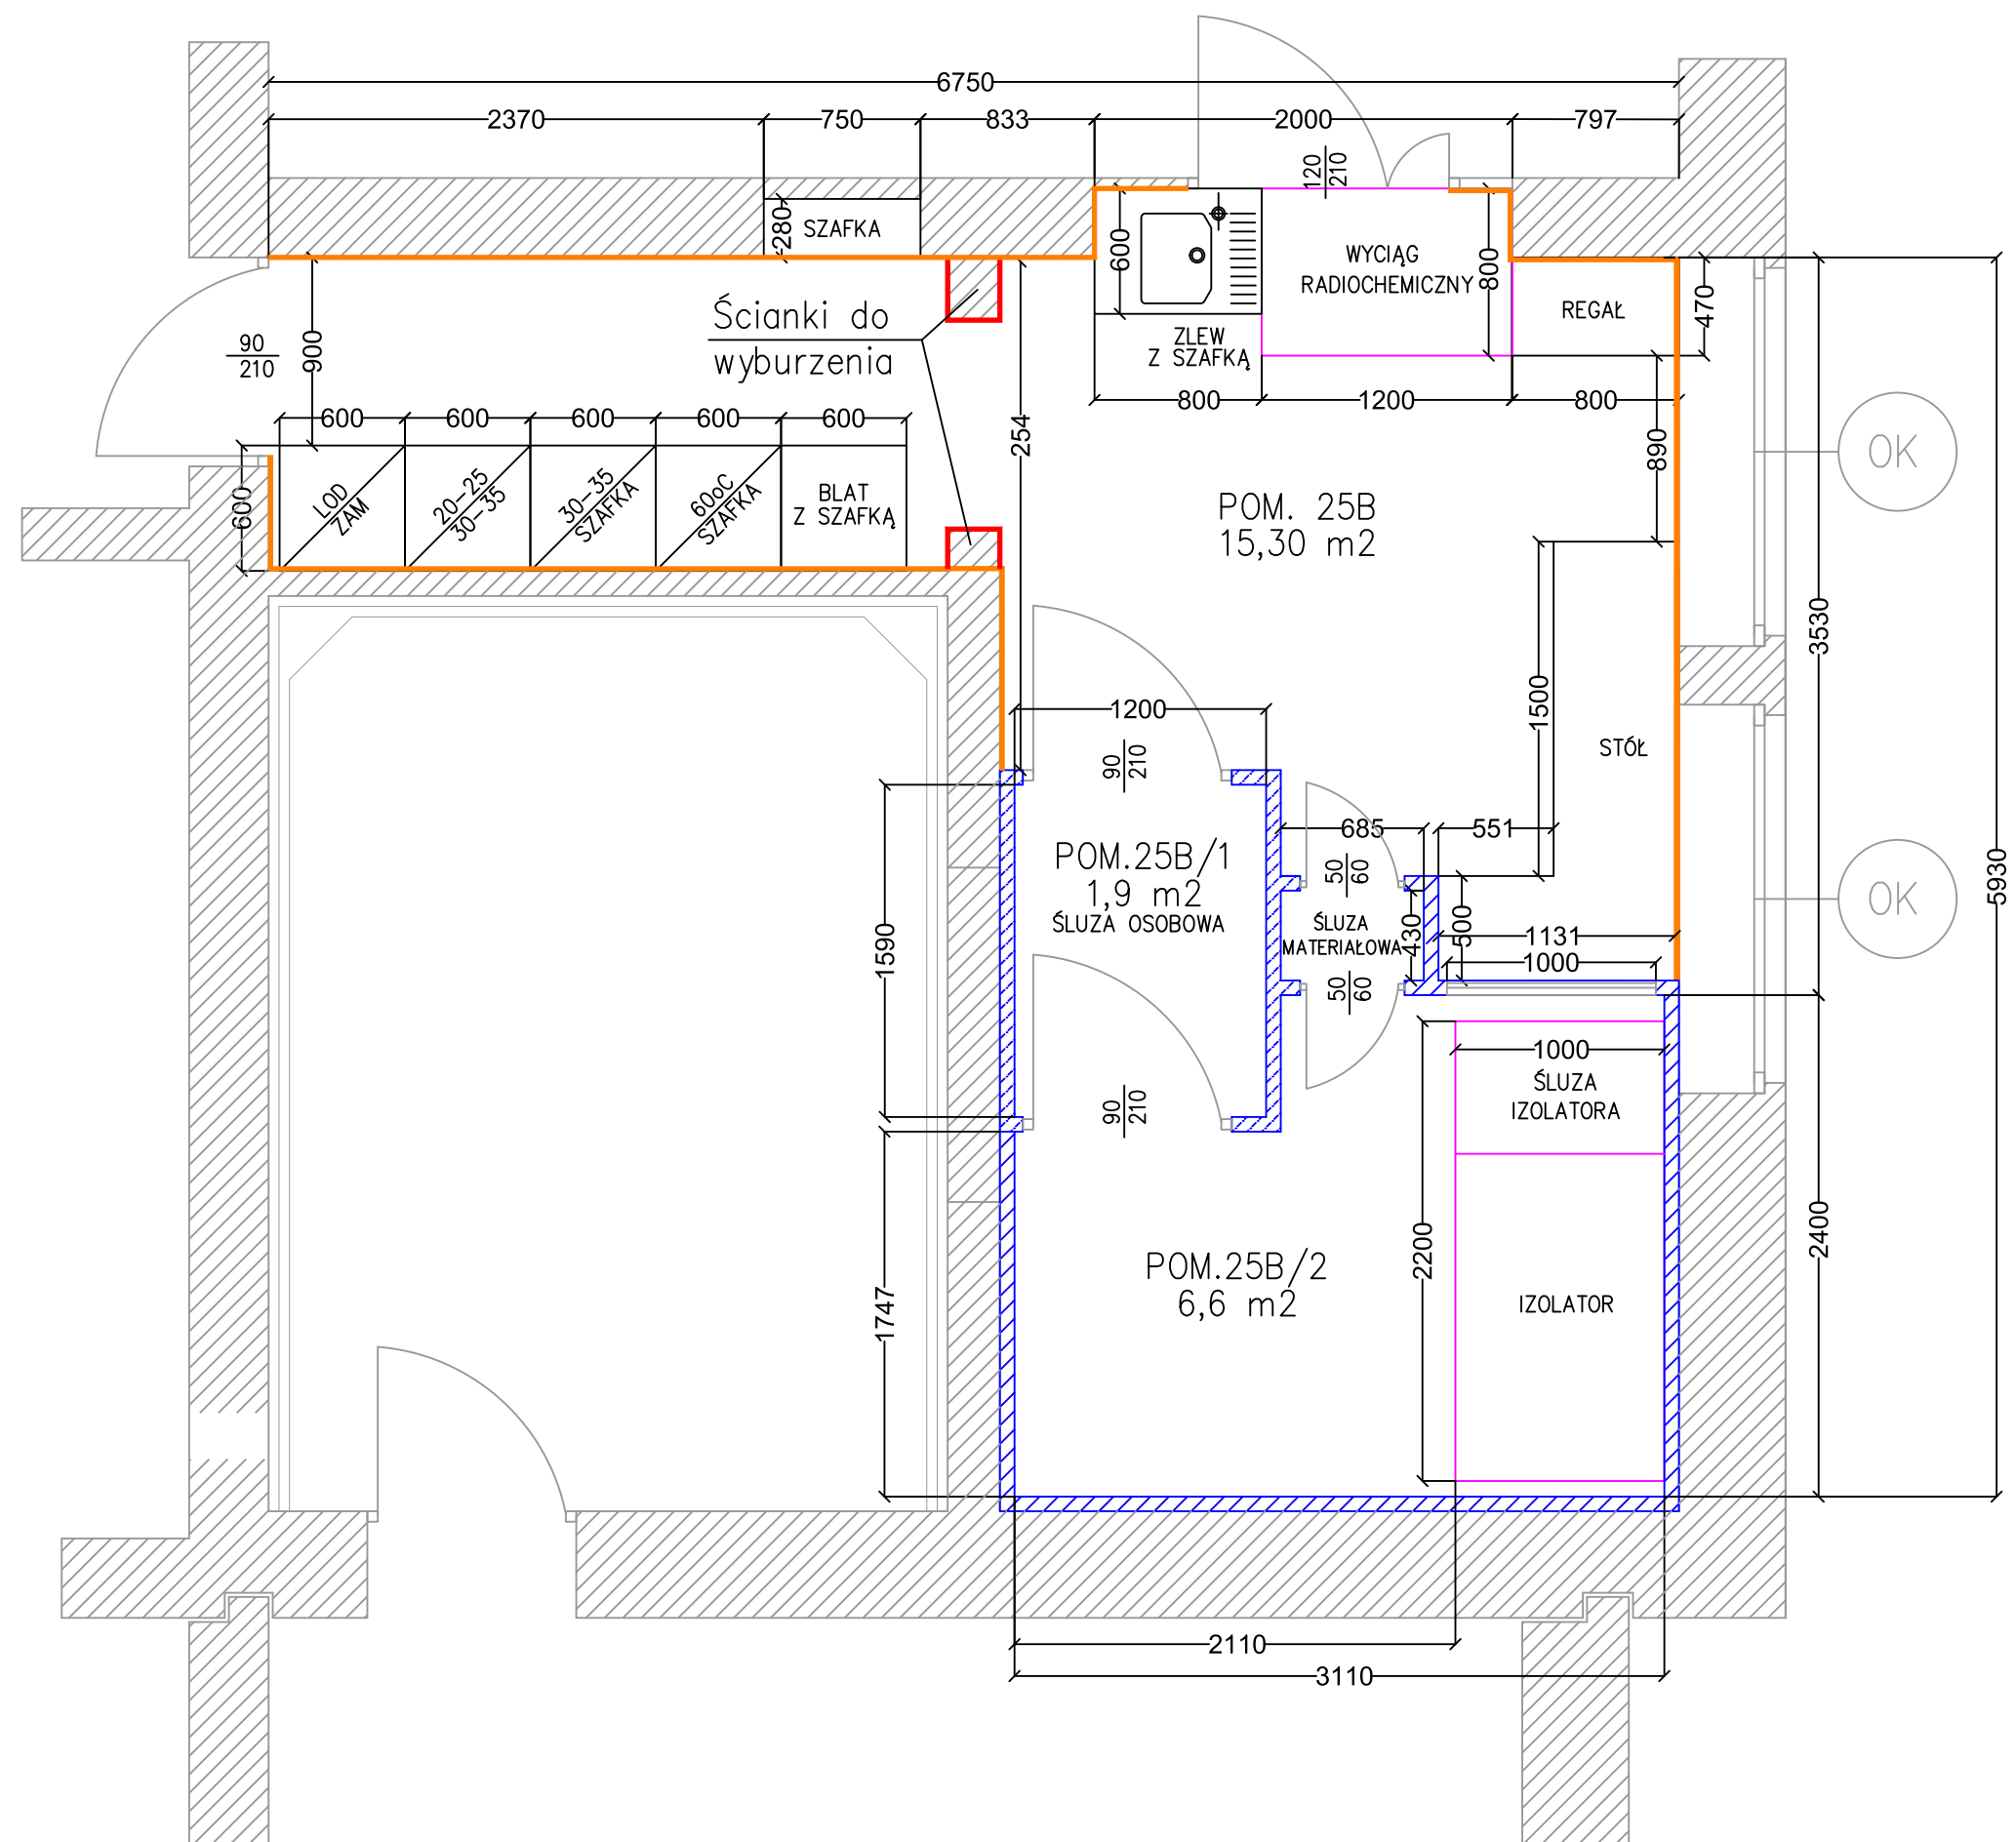 6750
2370
750
833
2000
797
120
210
280
SZAFKA
600
WYCIĄG
RADIOCHEMICZNY
800
REGAŁ
470
Ścianki do
wyburzenia
ZLEW
Z SZAFKĄ
90
210
900
800
1200
800
600
600
600
600
600
254
890
OK
600
LOD
ZAM
20-25
30-35
30-35
SZAFKA
60oC
SZAFKA
BLAT
Z SZAFKĄ
POM. 25B
15,30 m2
3530
1200
1500
STÓŁ
90
210
685
551
POM.25B/1
1,9 m2
ŚLUZA OSOBOWA
50
60
5930
OK
1590
ŚLUZA
MATERIAŁOWA
430
500
1131
1000
50
60
1000
ŚLUZA
IZOLATORA
90
210
2200
2400
POM.25B/2
6,6 m2
1747
IZOLATOR
2110
3110